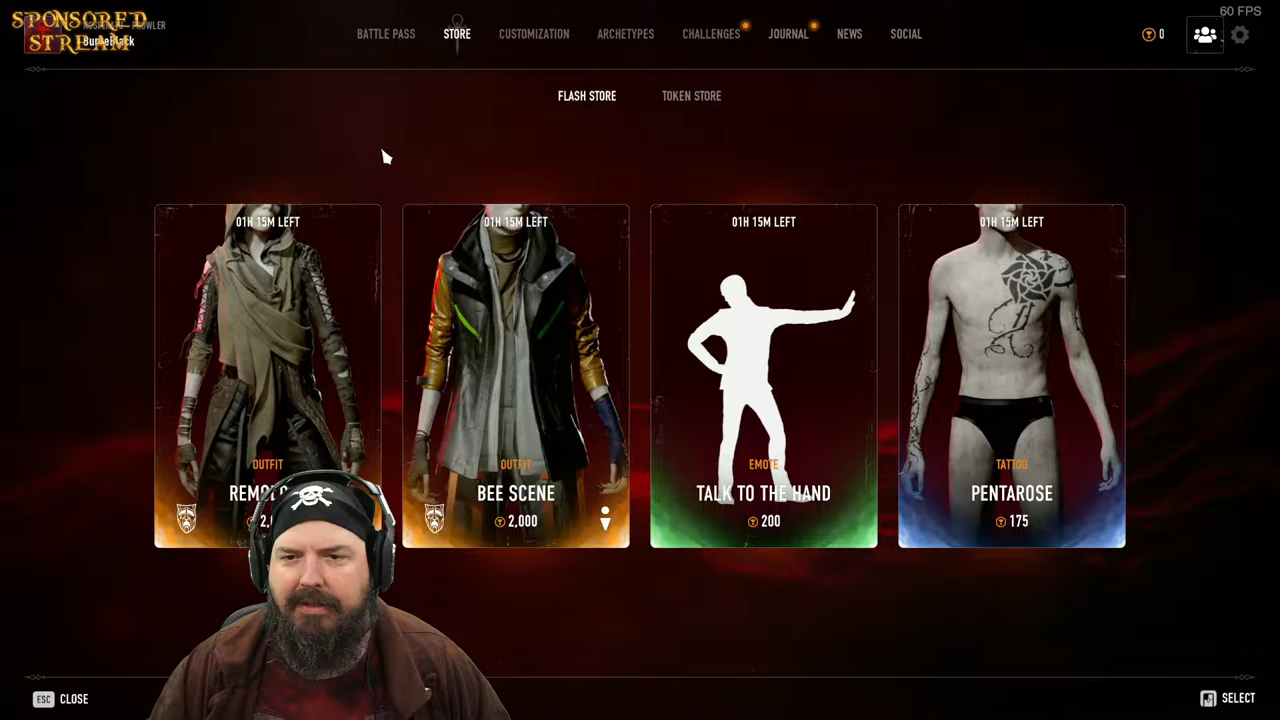 SPONSORED
STREAM
PROWLER
60 FPS
BATTLE PASS
STORE
CUSTOMIZATION
ARCHETYPES
CHALLENGES
JOURNAL
NEWS
SOCIAL
0
FLASH STORE
TOKEN STORE
01H 15M LEFT
01H 15M LEFT
01H 15M LEFT
01H 15M LEFT
OUTFIT
OUTFIT
EMOTE
TATTOO
BEE SCENE
TALK TO THE HAND
PENTAROSE
2,000
200
175
ESC
CLOSE
SELECT